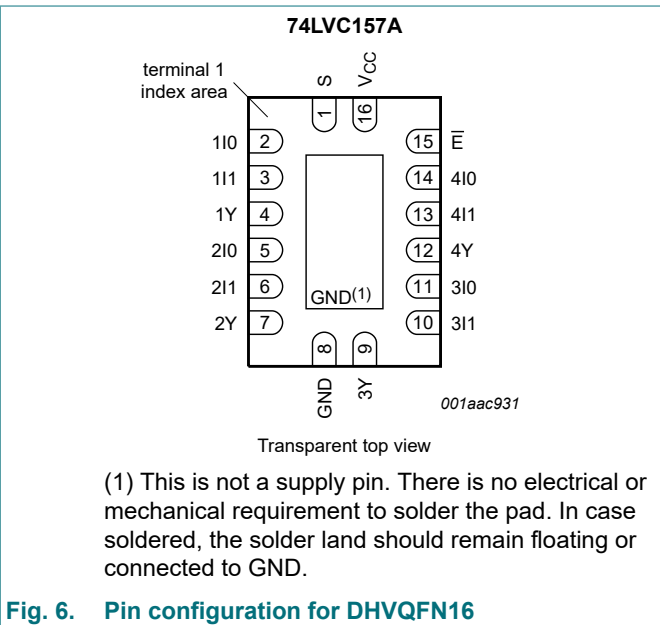 74LVC157A
terminal 1
index area
S
VCC
1
16
1I0 2
15 E̅
1I1 3
14 4I0
1Y 4
13 4I1
2I0 5
12 4Y
2I1 6
11 3I0
2Y 7
10 3I1
GND(1)
8
9
GND
3Y
001aac931
Transparent top view
(1) This is not a supply pin. There is no electrical or
mechanical requirement to solder the pad. In case
soldered, the solder land should remain floating or
connected to GND.
Fig. 6. Pin configuration for DHVQFN16